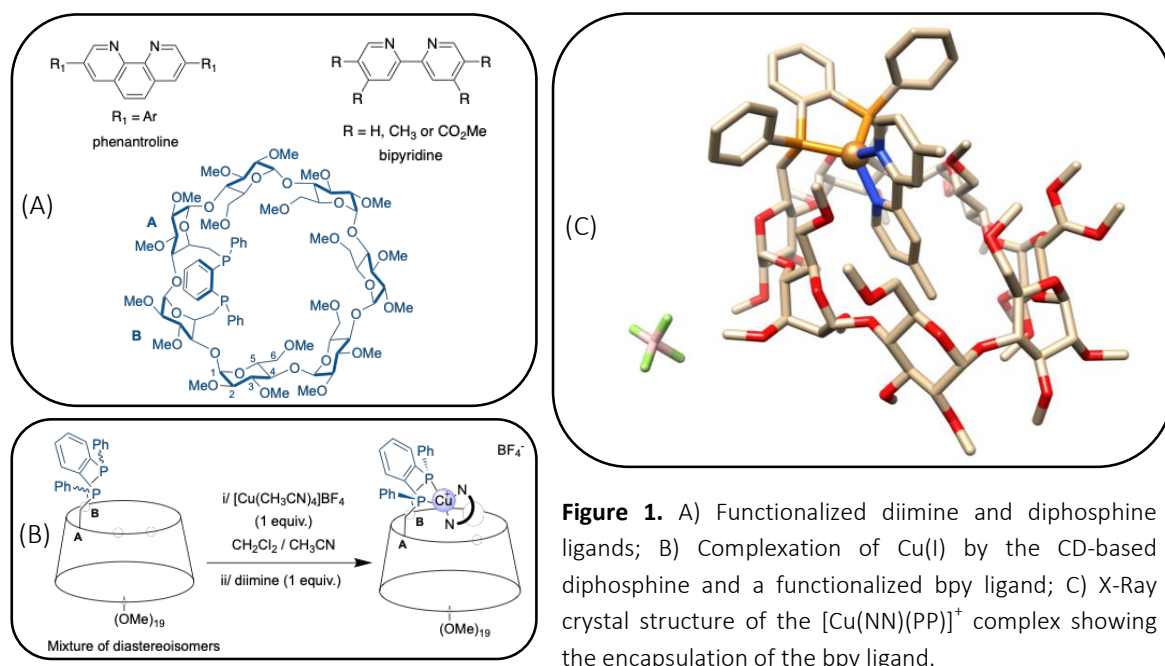 (A)
N N
R₁ R₁
R₁ = Ar
phenantroline
R N N R
R R
R = H, CH₃ or CO₂Me
bipyridine
OMe
MeO
O
OMe
MeO
O
O
O
OMe
MeO
O
MeO
OMe
A
MeO
O
Ph
P
O
MeO
OMe
OMe
O
MeO
O
P
Ph
B
MeO
O
O
OMe
MeO
OMe
5 6
1 O 4
MeO 2 3 OMe
O
OMe
OMe
(B)
Ph
P
Ph P
B
A
(OMe)₁₉
Mixture of diastereoisomers
i/ [Cu(CH₃CN)₄]BF₄
(1 equiv.)
CH₂Cl₂ / CH₃CN
ii/ diimine (1 equiv.)
BF₄⁻
Ph
P N
Ph P Cu⁺
N
B
A
(OMe)₁₉
(C)
Figure 1. A) Functionalized diimine and diphosphine
ligands; B) Complexation of Cu(I) by the CD-based
diphosphine and a functionalized bpy ligand; C) X-Ray
crystal structure of the [Cu(NN)(PP)]⁺ complex showing
the encapsulation of the bpy ligand.